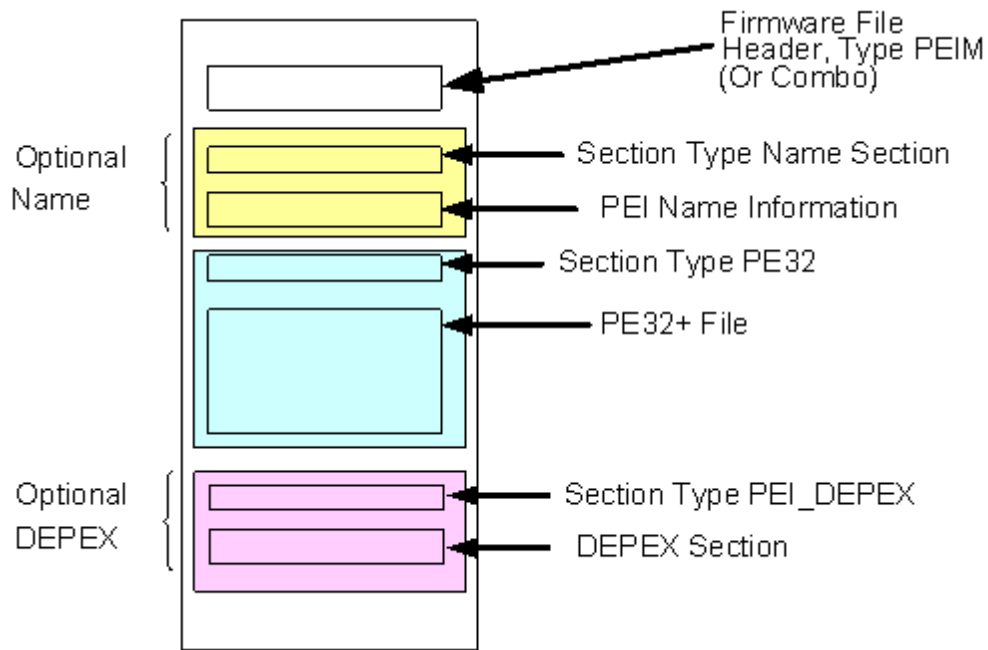 Firmware File
Header, Type PEIM
(Or Combo)
Optional
Name
Section Type Name Section
PEI Name Information
Section Type PE32
PE32+ File
Optional
DEPEX
Section Type PEI_DEPEX
DEPEX Section